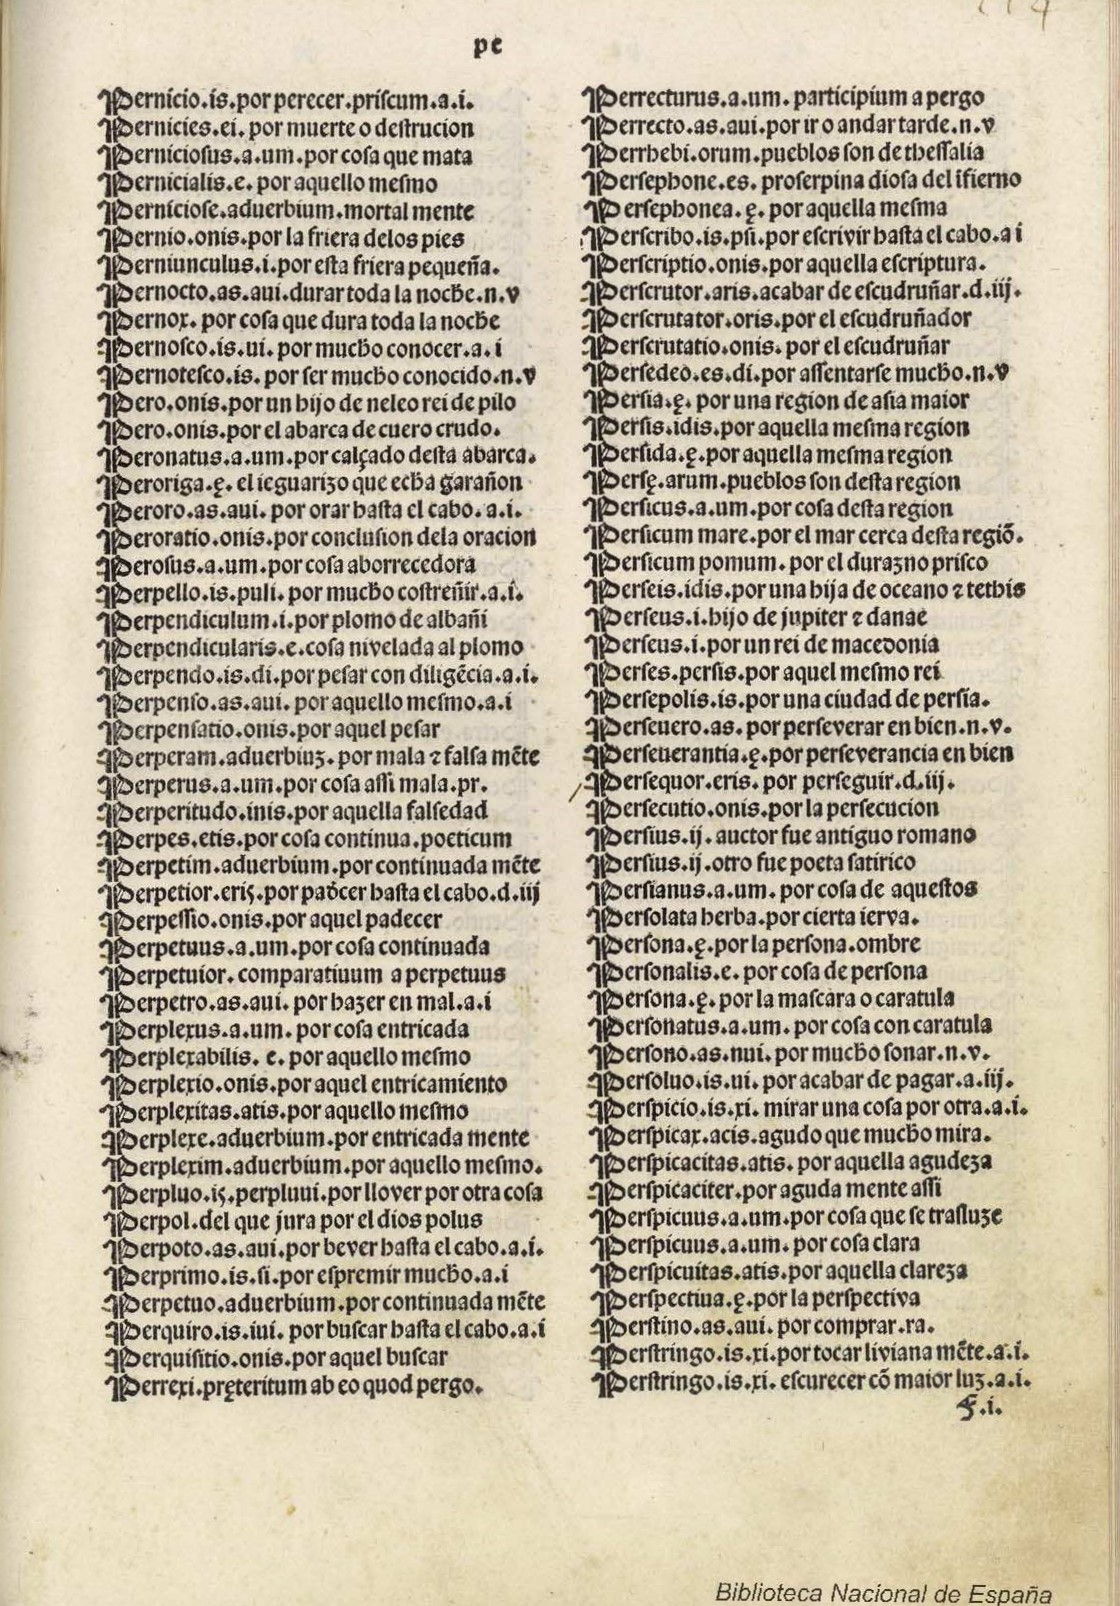 pe
Pernicio.is.por perecer.priscum.a.i.
Pernicies.ei. por muerte o destrucion
Perniciosus.a.um.por cosa que mata
Pernicialis.e. por aquello mesmo
Perniciose.aduerbium.mortal mente
Pernio.onis.por la friera delos pies
Perniunculus.i.por esta friera pequeña.
Pernocto.as.aui.durar toda la noche.n.v
Pernox. por cosa que dura toda la noche
Pernosco.is.ui. por mucho conocer.a.i
Pernotesco.is. por ser mucho conocido.n.v
Pero.onis.por un hijo de neleo rei de pilo
Pero.onis.por el abarca de cuero crudo.
Peronatus.a.um.por calçado desta abarca.
Peroriga.ę. el ieguarizo que echa garañon
Peroro.as.aui. por orar hasta el cabo. a.i.
Peroratio.onis.por conclusion dela oracion
Perosus.a.um.por cosa aborrecedora
Perpello.is.puli. por mucho costreñir.a.i.
Perpendiculum.i.por plomo de albañi
Perpendicularis.e.cosa nivelada al plomo
Perpendo.is.di.por pesar con diligẽcia.a.i.
Perpenso.as.aui. por aquello mesmo.a.i
Perpensatio.onis.por aquel pesar
Perperam.aduerbiuꝫ. por mala ⁊ falsa mẽte
Perperus.a.um.por cosa assi mala.pr.
Perperitudo.inis.por aquella falsedad
Perpes.etis.por cosa continua.poeticum
Perpetim.aduerbium.por continuada mẽte
Perpetior.eris.por padecer hasta el cabo.d.iij
Perpessio.onis.por aquel padecer
Perpetuus.a.um.por cosa continuada
Perpetuior. comparatiuum a perpetuus
Perpetro.as.aui. por hazer en mal.a.i
Perplexus.a.um. por cosa entricada
Perplexabilis. e. por aquello mesmo
Perplexio.onis.por aquel entricamiento
Perplexitas.atis.por aquello mesmo
Perplexe.aduerbium.por entricada mente
Perplexim.aduerbium.por aquello mesmo.
Perpluo.is.perpluui.por llover por otra cosa
Perpol.del que jura por el dios polus
Perpoto.as.aui.por bever hasta el cabo.a.i.
Perprimo.is.si.por espremir mucho.a.i
Perpetuo.aduerbium.por continuada mẽte
Perquiro.is.iui. por buscar hasta el cabo.a.i
Perquisitio.onis.por aquel buscar
Perrexi.pręteritum ab eo quod pergo.
Perrecturus.a.um. participium a pergo
Perrecto.as.aui.por ir o andar tarde.n.v
Perrhebi.orum.pueblos son de thessalia
Persephone.es. proserpina diosa del ĩfierno
Persephonea.ę. por aquella mesma
Perscribo.is.psi.por escrivir hasta el cabo.a i
Perscriptio.onis.por aquella escriptura.
Perscrutor.aris.acabar de escudruñar.d.iij.
Perscrutator.oris.por el escudruñador
Perscrutatio.onis. por el escudruñar
Persedeo.es.di.por assentarse mucho.n.v
Persia.ę. por una region de asia maior
Persis.idis.por aquella mesma region
Persida.ę.por aquella mesma region
Persę.arum.pueblos son desta region
Persicus.a.um.por cosa desta region
Persicum mare.por el mar cerca desta regiõ.
Persicum pomum. por el durazno prisco
Perseis.idis.por una hija de oceano ⁊ tethis
Perseus.i.hijo de jupiter ⁊ danae
Perseus.i.por un rei de macedonia
Perses.persis.por aquel mesmo rei
Persepolis.is.por una ciudad de persia.
Perseuero.as. por perseverar en bien.n.v.
Perseuerantia.ę.por perseverancia en bien
Persequor.eris. por perseguir.d.iij.
Persecutio.onis.por la persecucion
Persius.ij. auctor fue antiguo romano
Persius.ij.otro fue poeta satirico
Persianus.a.um. por cosa de aquestos
Persolata herba.por cierta ierva.
Persona.ę.por la persona.ombre
Personalis.e. por cosa de persona
Persona.ę. por la mascara o caratula
Personatus.a.um. por cosa con caratula
Persono.as.nui. por mucho sonar.n.v.
Persoluo.is.ui. por acabar de pagar.a.iij.
Perspicio.is.xi. mirar una cosa por otra.a.i.
Perspicax.acis.agudo que mucho mira.
Perspicacitas.atis. por aquella agudeza
Perspicaciter.por aguda mente assi
Perspicuus.a.um.por cosa que se trasluze
Perspicuus.a.um. por cosa clara
Perspicuitas.atis.por aquella clareza
Perspectiua.ę.por la perspectiva
Perstino.as.aui. por comprar.ra.
Perstringo.is.xi.por tocar liviana mẽte.a.i.
Perstringo.is.xi. escurecer cõ maior luz.a.i.
Biblioteca Nacional de España